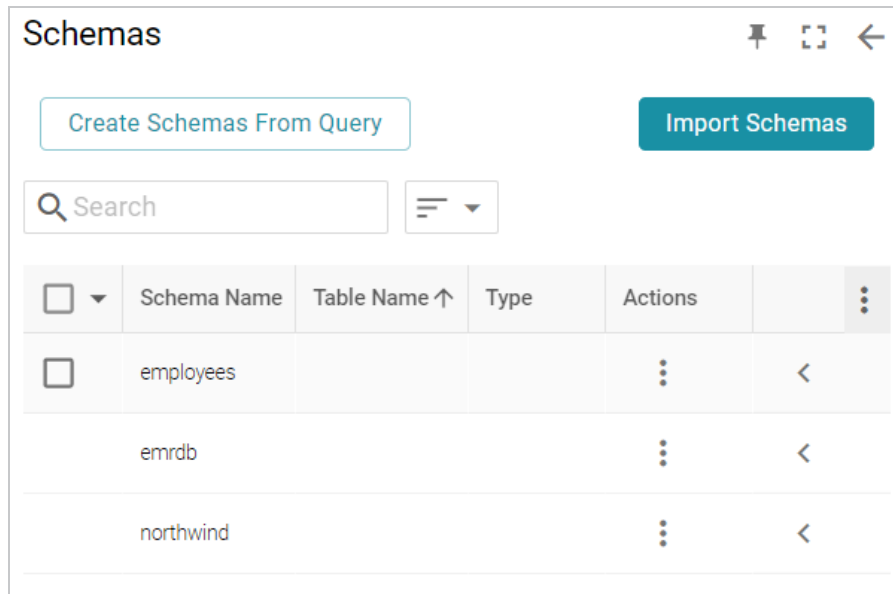 Schemas
Create Schemas From Query
Import Schemas
Search
Schema Name Table Name Type Actions
employees
emrdb
northwind